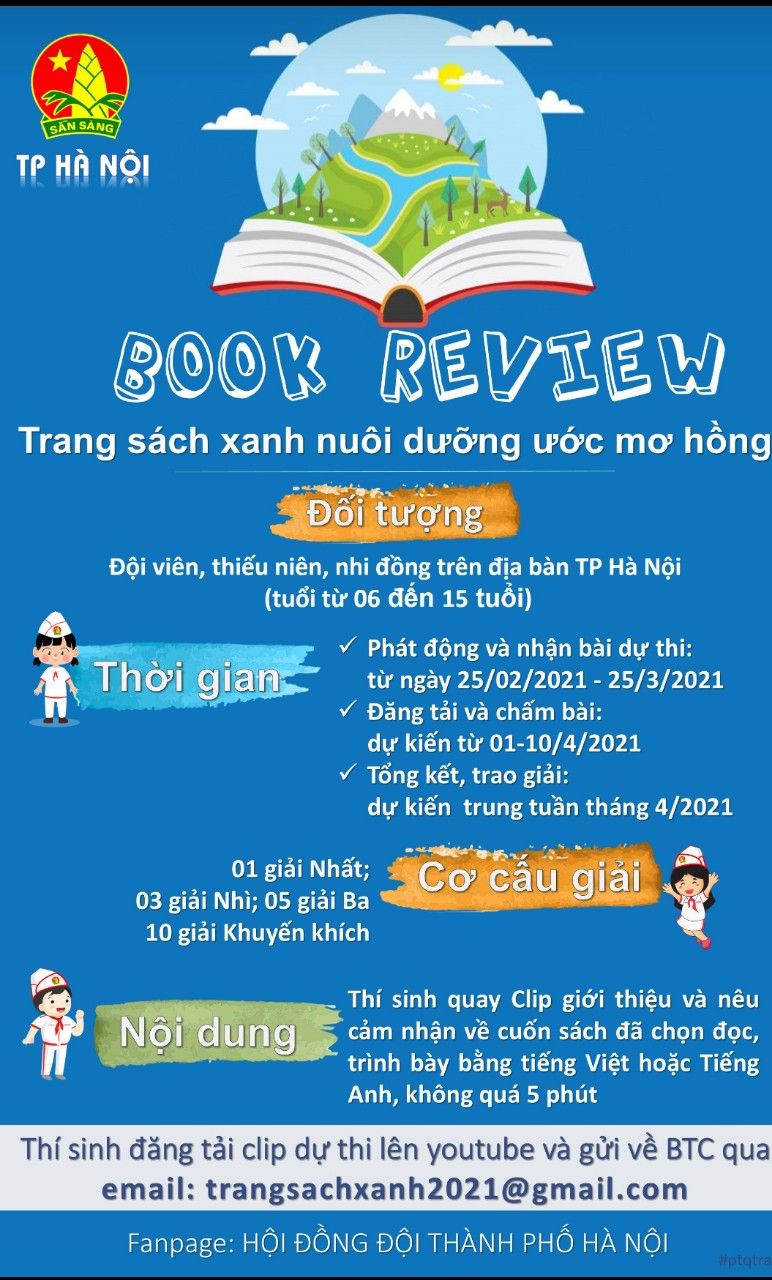 SẴN SÀNG
TP HÀ NỘI
BOOK REVIEW
Trang sách xanh nuôi dưỡng ước mơ hồng
Đối tượng
Đội viên, thiếu niên, nhi đồng trên địa bàn TP Hà Nội
(tuổi từ 06 đến 15 tuổi)
Thời gian
✓ Phát động và nhận bài dự thi:
từ ngày 25/02/2021 - 25/3/2021
✓ Đăng tải và chấm bài:
dự kiến từ 01-10/4/2021
✓ Tổng kết, trao giải:
dự kiến trung tuần tháng 4/2021
Cơ cấu giải
01 giải Nhất;
03 giải Nhì; 05 giải Ba
10 giải Khuyến khích
Nội dung
Thí sinh quay Clip giới thiệu và nêu
cảm nhận về cuốn sách đã chọn đọc,
trình bày bằng tiếng Việt hoặc Tiếng
Anh, không quá 5 phút
Thí sinh đăng tải clip dự thi lên youtube và gửi về BTC qua
email: trangsachxanh2021@gmail.com
Fanpage: HỘI ĐỒNG ĐỘI THÀNH PHỐ HÀ NỘI
#ptqtra